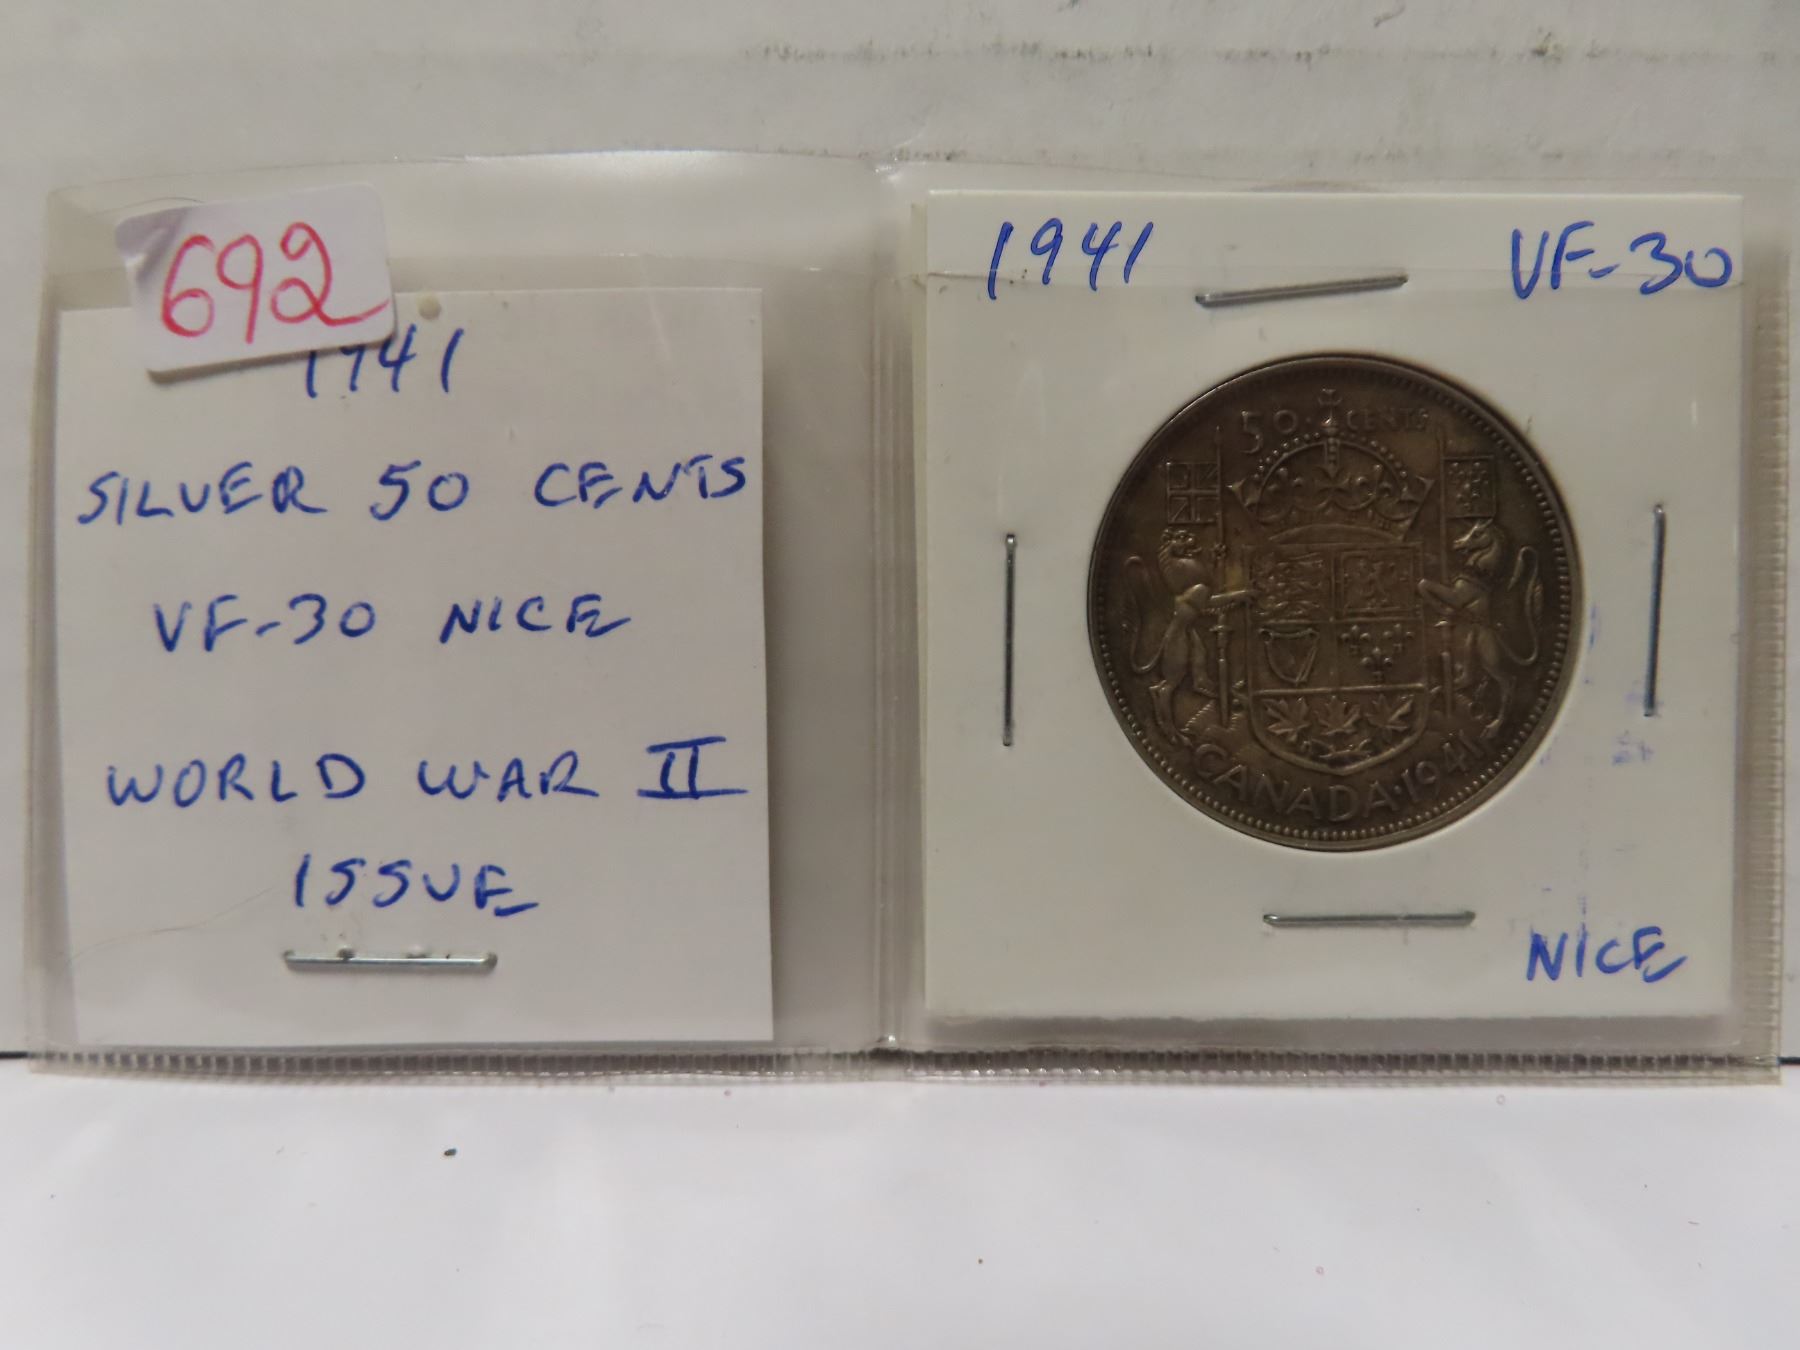 692
1941
SILVER 50 CENTS
VF-30 NICE
WORLD WAR II
ISSUE
1941 VF-30
50 CENTS
CANADA · 1941
NICE